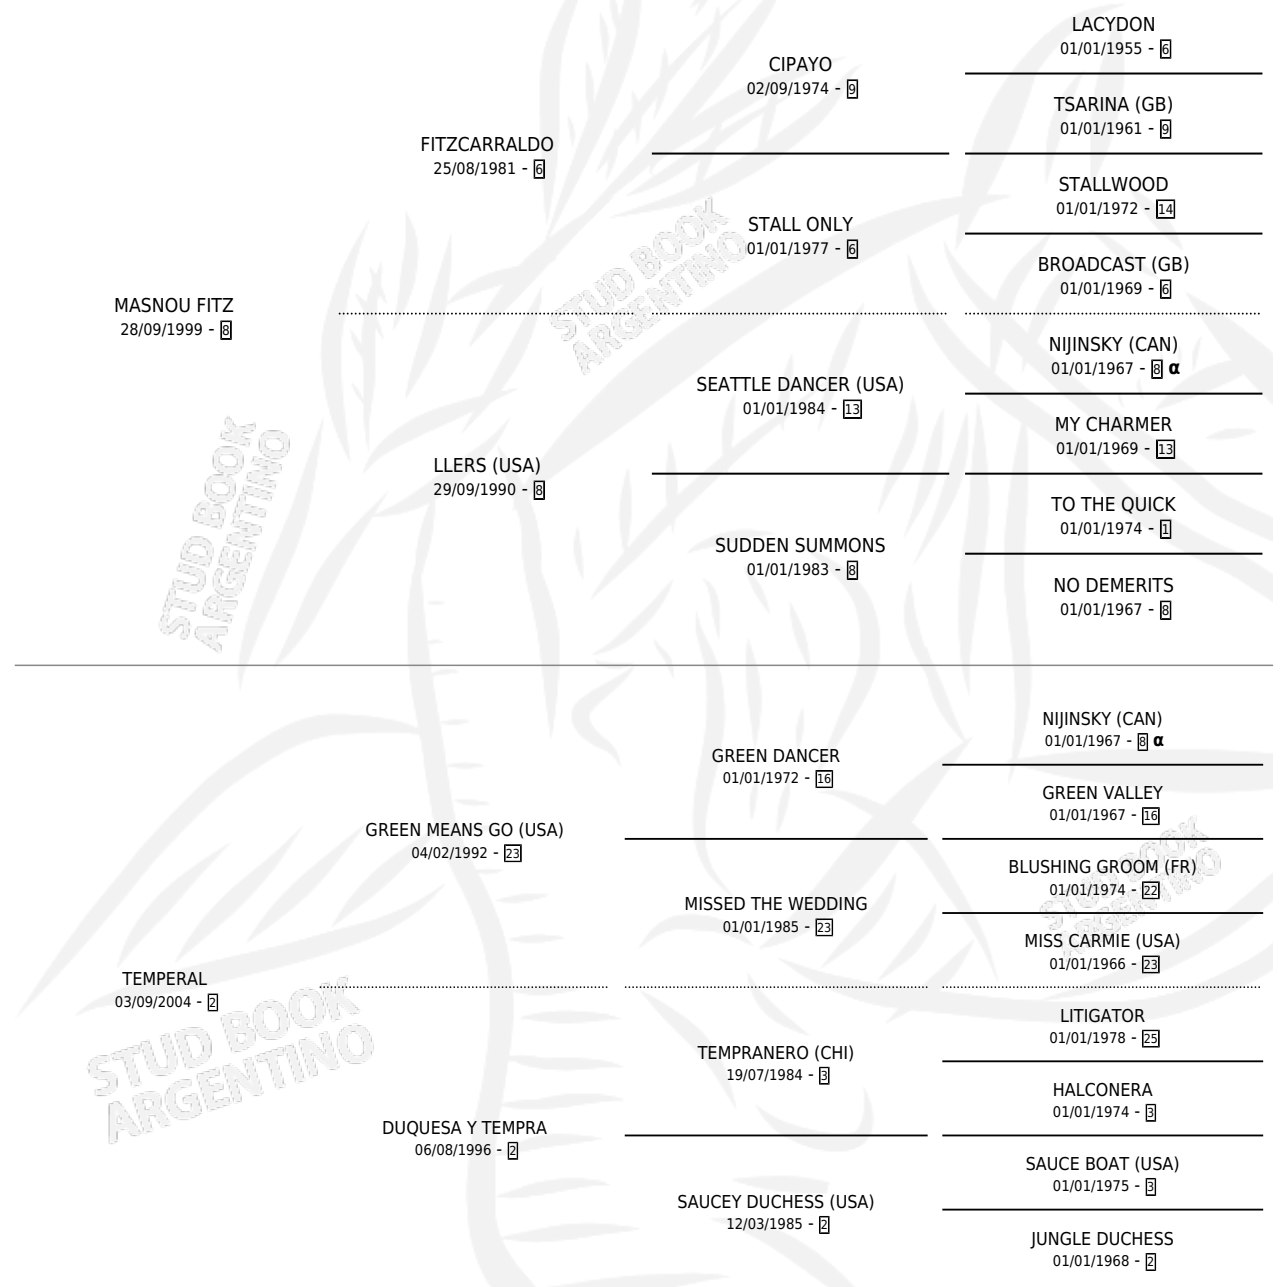 LACYDON
01/01/1955 - 6
CIPAYO
02/09/1974 - 9
TSARINA (GB)
01/01/1961 - 9
FITZCARRALDO
25/08/1981 - 6
STALLWOOD
01/01/1972 - 14
STALL ONLY
01/01/1977 - 6
BROADCAST (GB)
01/01/1969 - 6
MASNOU FITZ
28/09/1999 - 8
NIJINSKY (CAN)
01/01/1967 - 8 α
SEATTLE DANCER (USA)
01/01/1984 - 13
MY CHARMER
01/01/1969 - 13
LLERS (USA)
29/09/1990 - 8
TO THE QUICK
01/01/1974 - 1
SUDDEN SUMMONS
01/01/1983 - 8
NO DEMERITS
01/01/1967 - 8
NIJINSKY (CAN)
01/01/1967 - 8 α
GREEN DANCER
01/01/1972 - 16
GREEN VALLEY
01/01/1967 - 16
GREEN MEANS GO (USA)
04/02/1992 - 23
BLUSHING GROOM (FR)
01/01/1974 - 22
MISSED THE WEDDING
01/01/1985 - 23
MISS CARMIE (USA)
01/01/1966 - 23
TEMPERAL
03/09/2004 - 2
LITIGATOR
01/01/1978 - 25
TEMPRANERO (CHI)
19/07/1984 - 3
HALCONERA
01/01/1974 - 3
DUQUESA Y TEMPRA
06/08/1996 - 2
SAUCE BOAT (USA)
01/01/1975 - 3
SAUCEY DUCHESS (USA)
12/03/1985 - 2
JUNGLE DUCHESS
01/01/1968 - 2
STUD BOOK
ARGENTINO
STUD BOOK
ARGENTINO
STUD BOOK
ARGENTINO
STUD BOOK
ARGENTINO